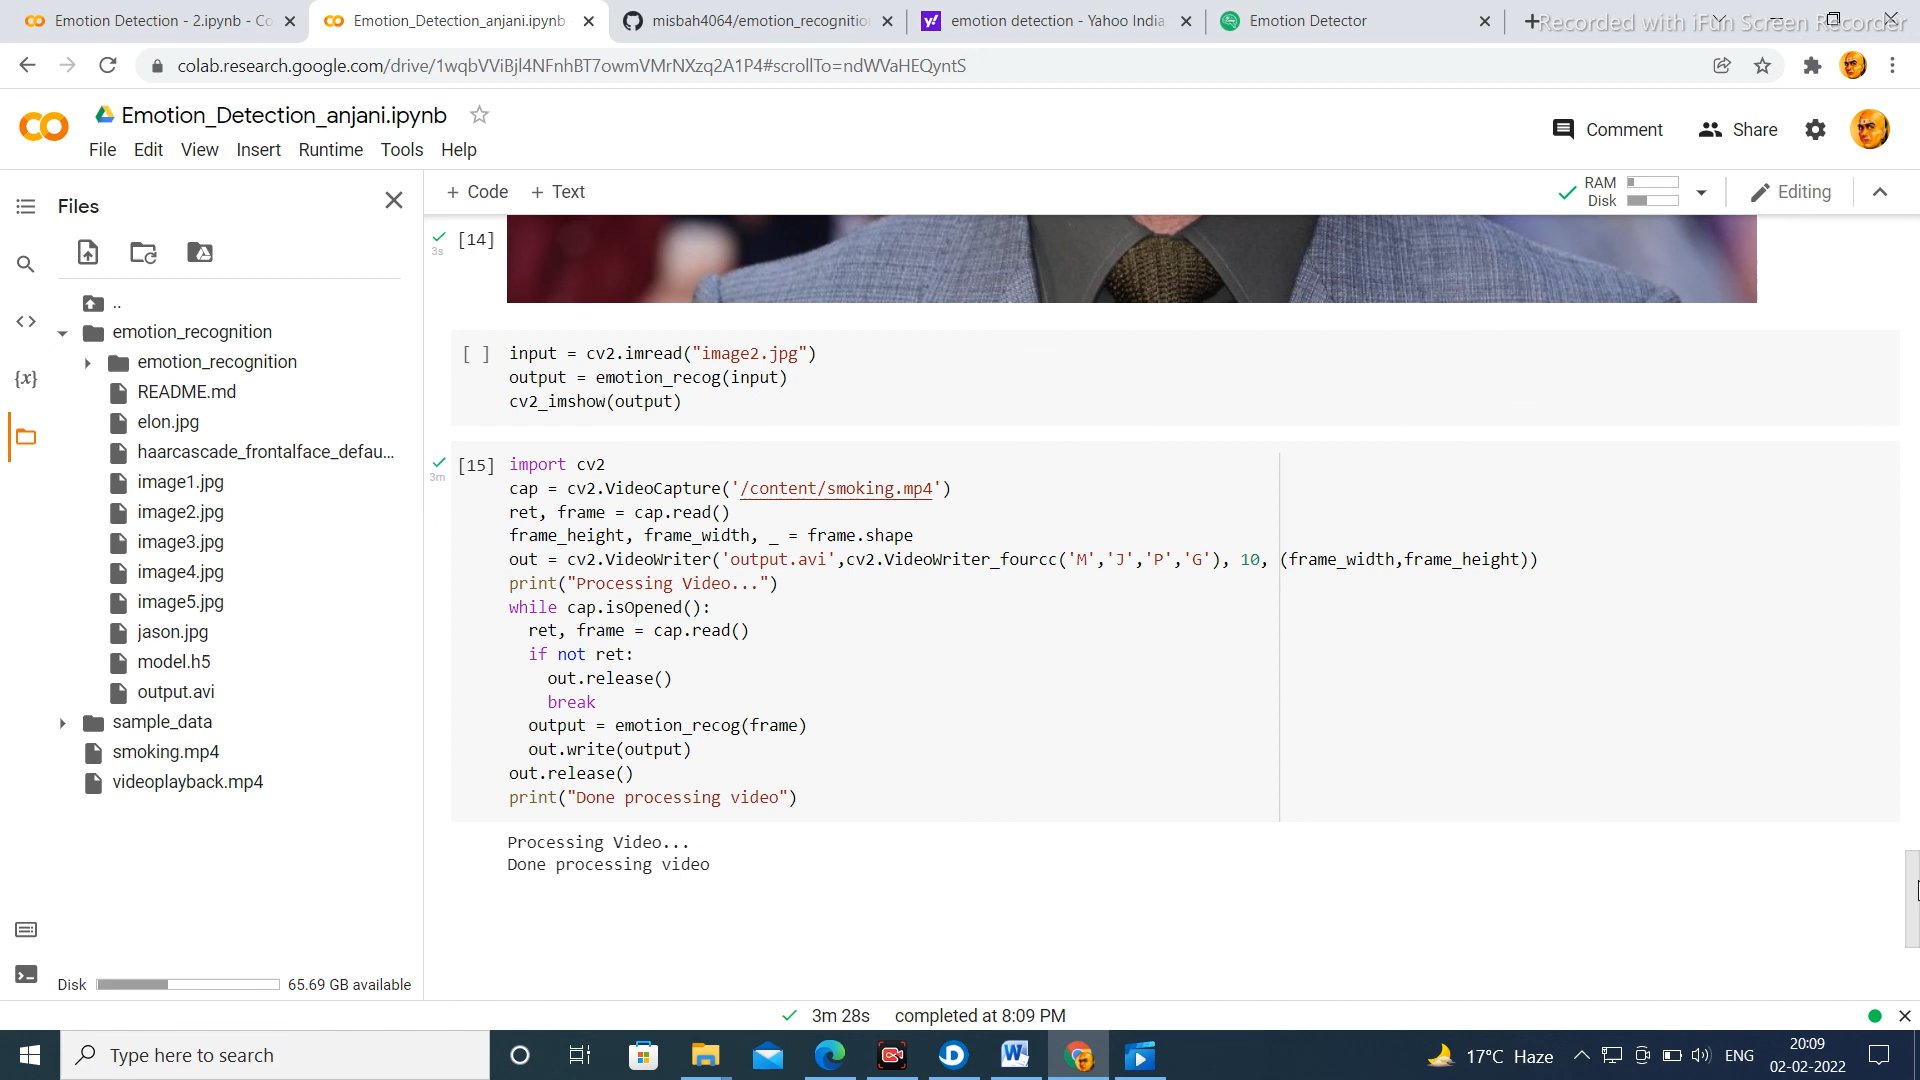 Emotion Detection - 2.ipynb - Co
Emotion_Detection_anjani.ipynb
misbah4064/emotion_recognition
emotion detection - Yahoo India
Emotion Detector
Recorded with iFun Screen Recorder
colab.research.google.com/drive/1wqbVViBjl4NFnhBT7owmVMrNXzq2A1P4#scrollTo=ndWVaHEQyntS
Emotion_Detection_anjani.ipynb
File Edit View Insert Runtime Tools Help
Comment Share
Files
+ Code + Text
RAM
Disk
Editing
..
emotion_recognition
emotion_recognition
README.md
elon.jpg
haarcascade_frontalface_defau...
image1.jpg
image2.jpg
image3.jpg
image4.jpg
image5.jpg
jason.jpg
model.h5
output.avi
sample_data
smoking.mp4
videoplayback.mp4
Disk 65.69 GB available
[14]
3s
[ ] input = cv2.imread("image2.jpg")
output = emotion_recog(input)
cv2_imshow(output)
[15] import cv2
3m
cap = cv2.VideoCapture('/content/smoking.mp4')
ret, frame = cap.read()
frame_height, frame_width, _ = frame.shape
out = cv2.VideoWriter('output.avi',cv2.VideoWriter_fourcc('M','J','P','G'), 10, (frame_width,frame_height))
print("Processing Video...")
while cap.isOpened():
ret, frame = cap.read()
if not ret:
out.release()
break
output = emotion_recog(frame)
out.write(output)
out.release()
print("Done processing video")
Processing Video...
Done processing video
3m 28s completed at 8:09 PM
Type here to search
17°C Haze
ENG
20:09
02-02-2022